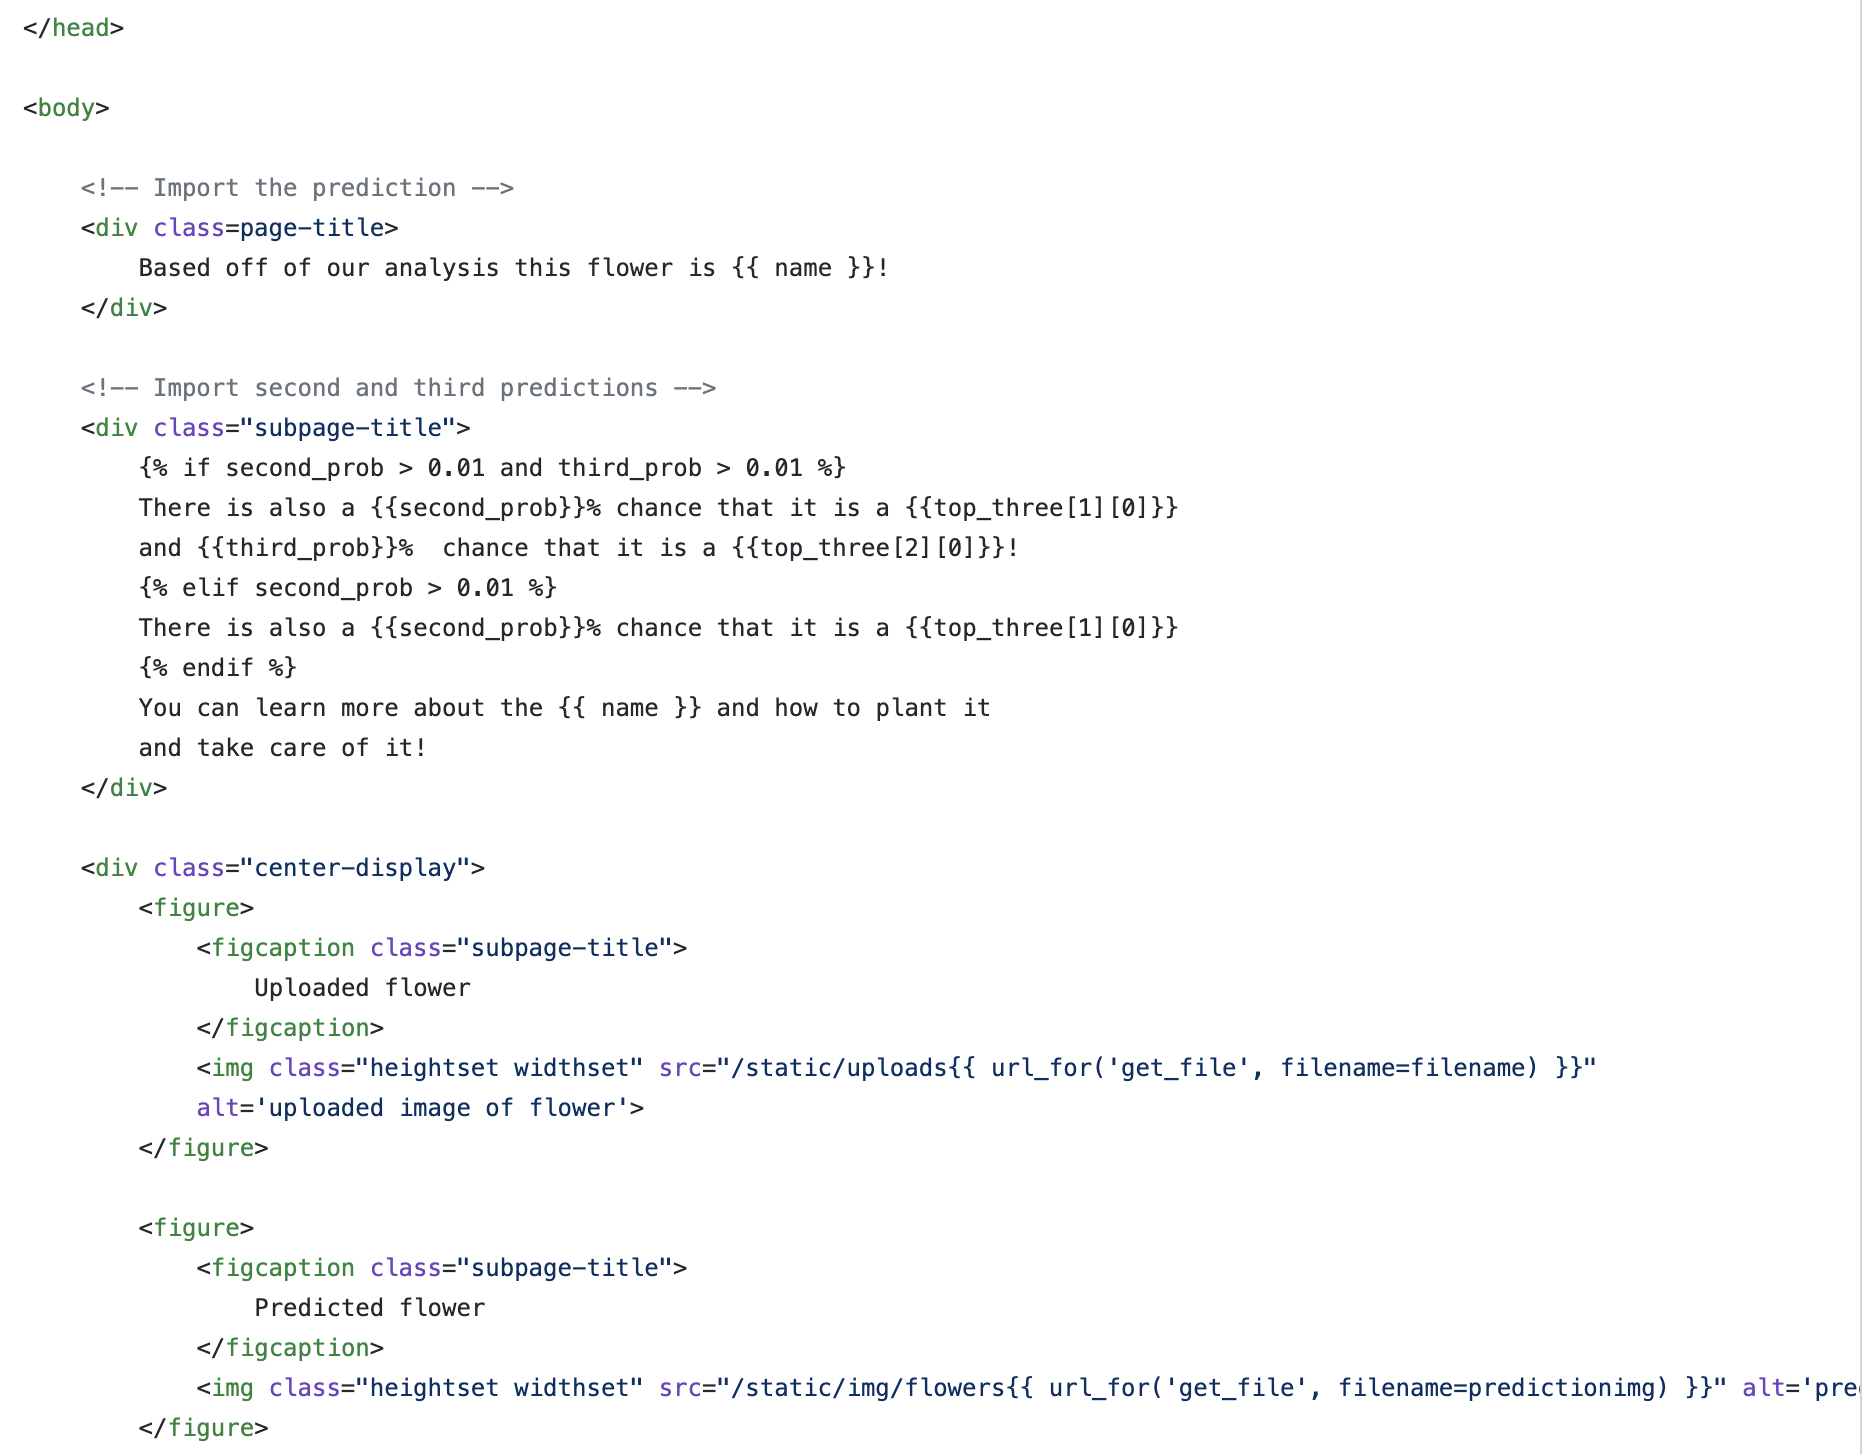 </head>
<body>
<!-- Import the prediction -->
<div class=page-title>
Based off of our analysis this flower is {{ name }}!
</div>
<!-- Import second and third predictions -->
<div class="subpage-title">
{% if second_prob > 0.01 and third_prob > 0.01 %}
There is also a {{second_prob}}% chance that it is a {{top_three[1][0]}}
and {{third_prob}}%  chance that it is a {{top_three[2][0]}}!
{% elif second_prob > 0.01 %}
There is also a {{second_prob}}% chance that it is a {{top_three[1][0]}}
{% endif %}
You can learn more about the {{ name }} and how to plant it
and take care of it!
</div>
<div class="center-display">
<figure>
<figcaption class="subpage-title">
Uploaded flower
</figcaption>
<img class="heightset widthset" src="/static/uploads{{ url_for('get_file', filename=filename) }}"
alt='uploaded image of flower'>
</figure>
<figure>
<figcaption class="subpage-title">
Predicted flower
</figcaption>
<img class="heightset widthset" src="/static/img/flowers{{ url_for('get_file', filename=predictionimg) }}" alt='pre
</figure>